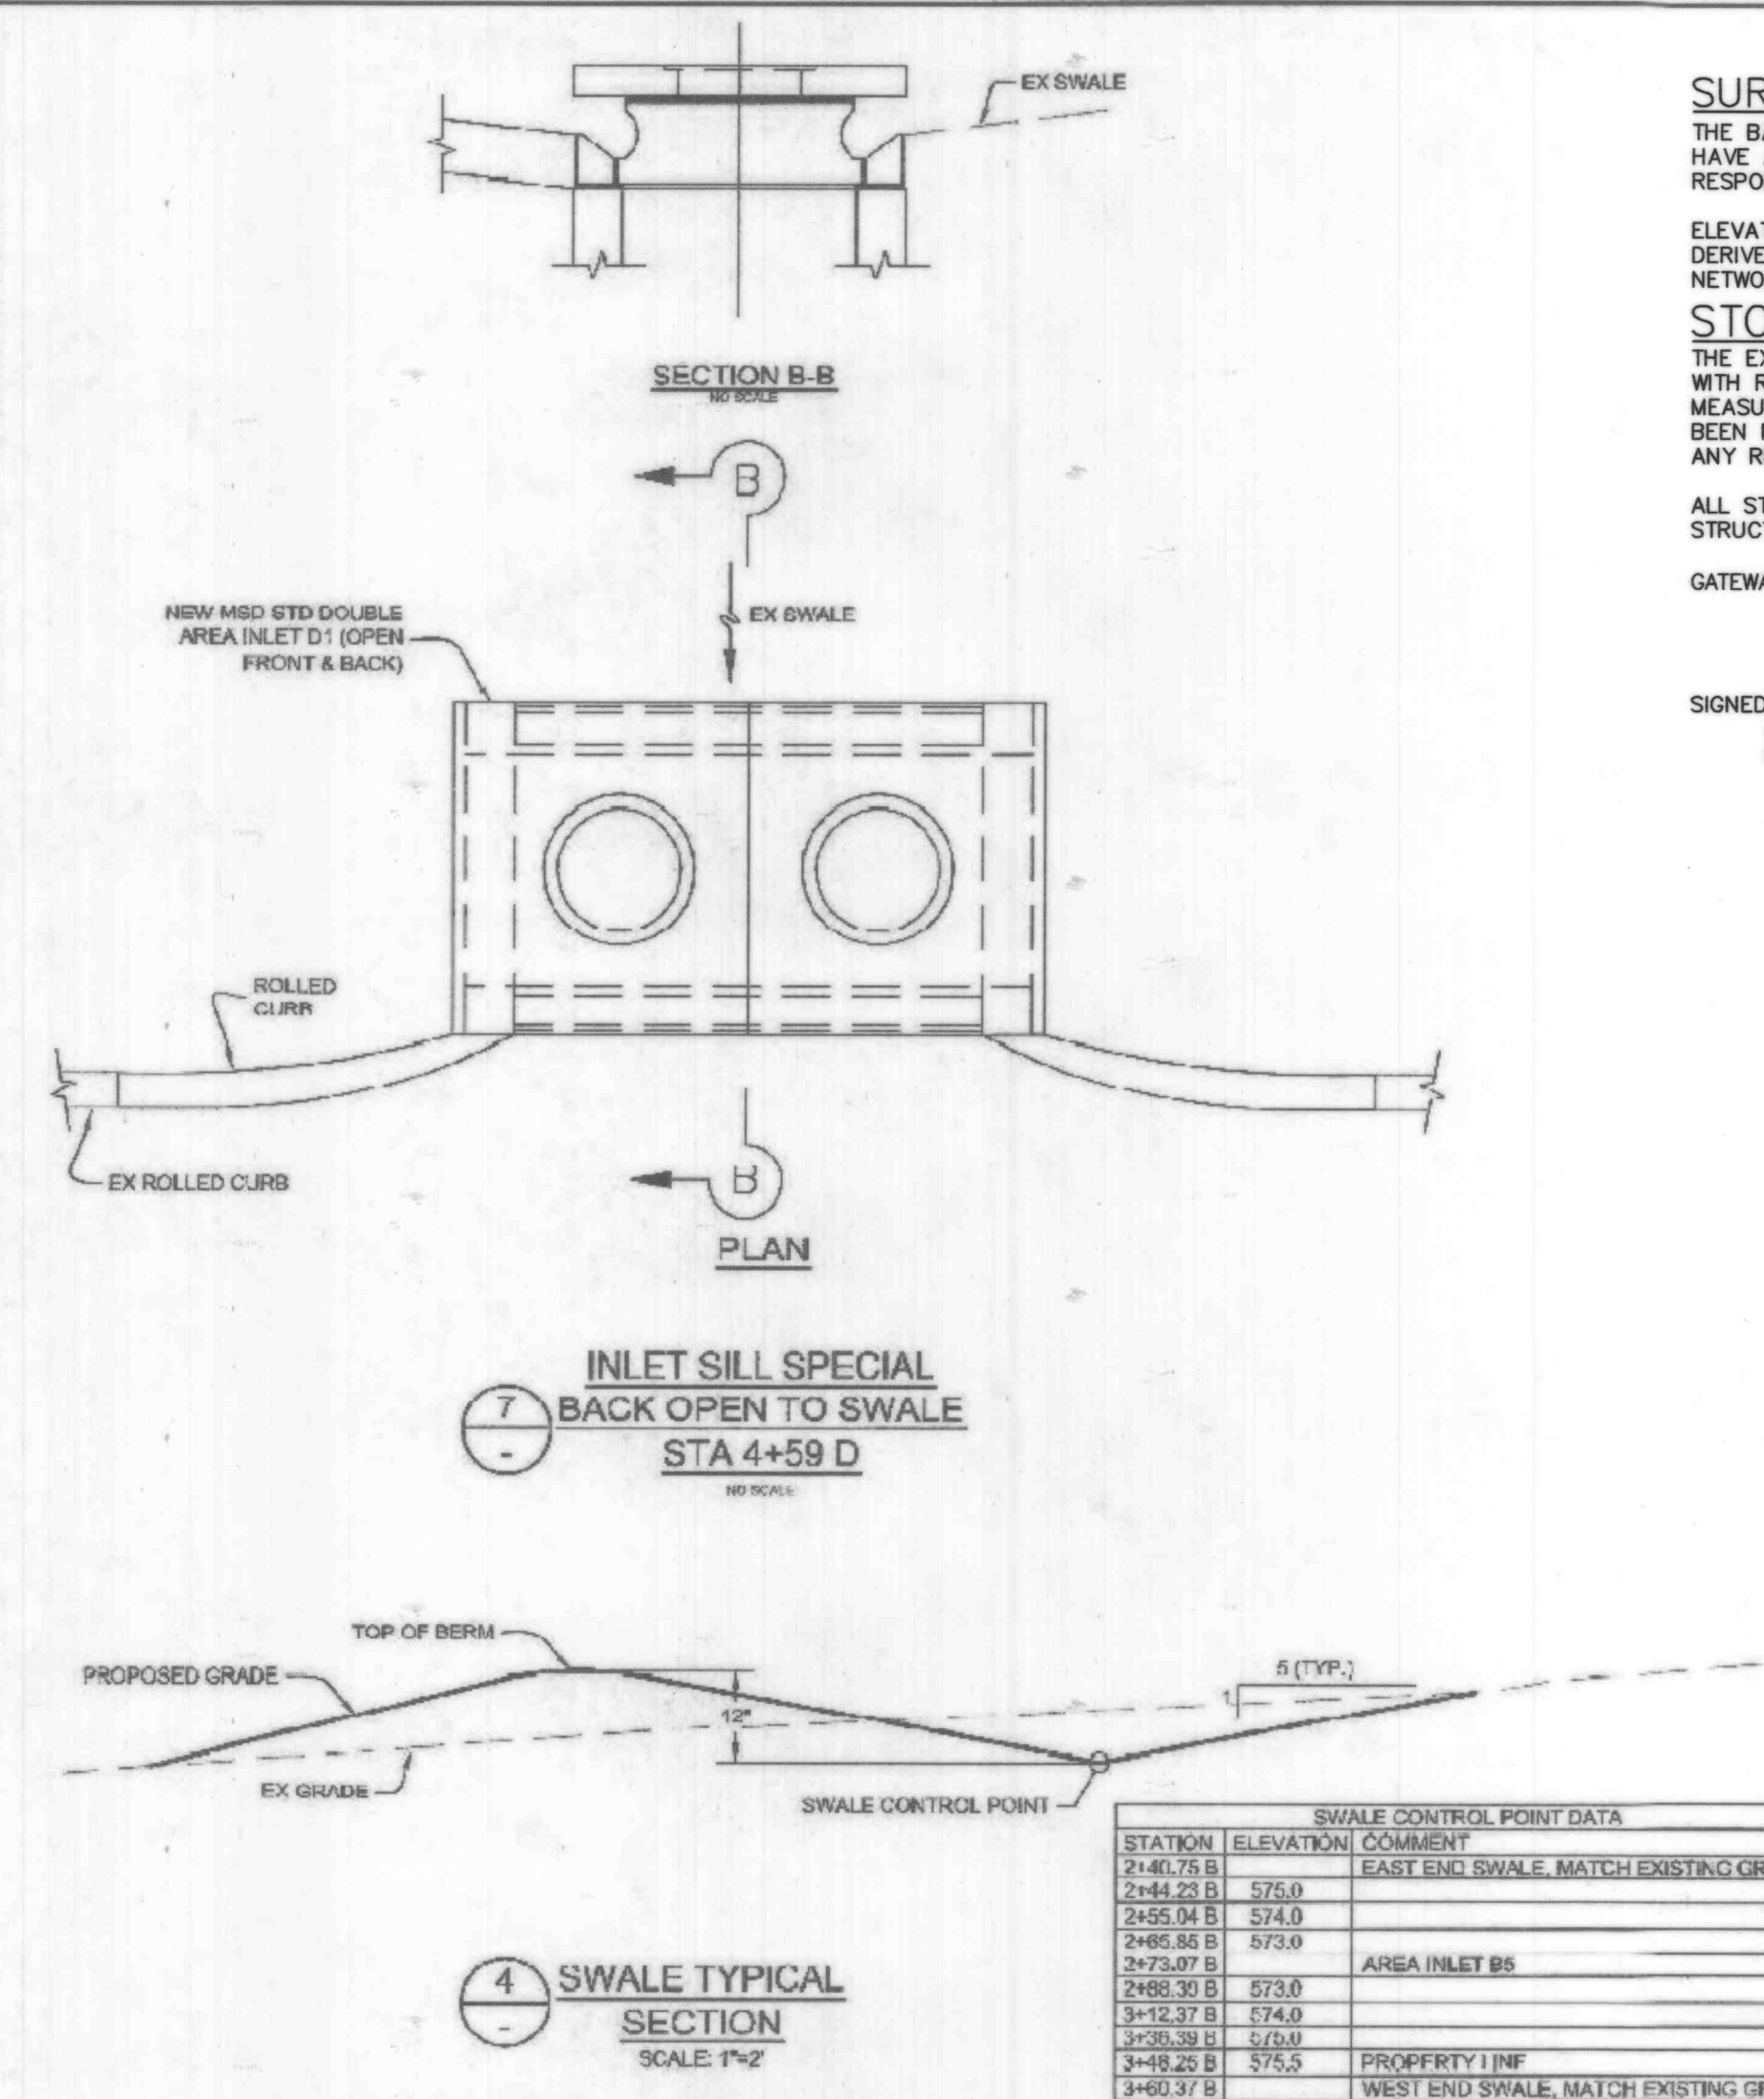 EX SWALE
SECTION B-B
NO SCALE
B
EX SWALE
NEW MSD STD DOUBLE
AREA INLET D1 (OPEN
FRONT & BACK)
ROLLED
CURB
EX ROLLED CURB
B
PLAN
7
-
INLET SILL SPECIAL
BACK OPEN TO SWALE
STA 4+59 D
NO SCALE
TOP OF BERM
PROPOSED GRADE
5 (TYP.)
1
12"
EX GRADE
SWALE CONTROL POINT
4
-
SWALE TYPICAL
SECTION
SCALE: 1"=2'
SWALE CONTROL POINT DATA
STATION ELEVATION COMMENT
2+40.75 B EAST END SWALE, MATCH EXISTING GR
2+44.23 B 575.0
2+55.04 B 574.0
2+65.85 B 573.0
2+73.07 B AREA INLET B5
2+88.39 B 573.0
3+12.37 B 574.0
3+36.39 B 575.0
3+48.25 B 575.5 PROPERTY LINE
3+60.37 B WEST END SWALE, MATCH EXISTING GR
SUR
THE BA
HAVE
RESPO
ELEVAT
DERIVE
NETWO
STO
THE EX
WITH R
MEASU
BEEN
ANY R
ALL ST
STRUCT
GATEWA
SIGNED